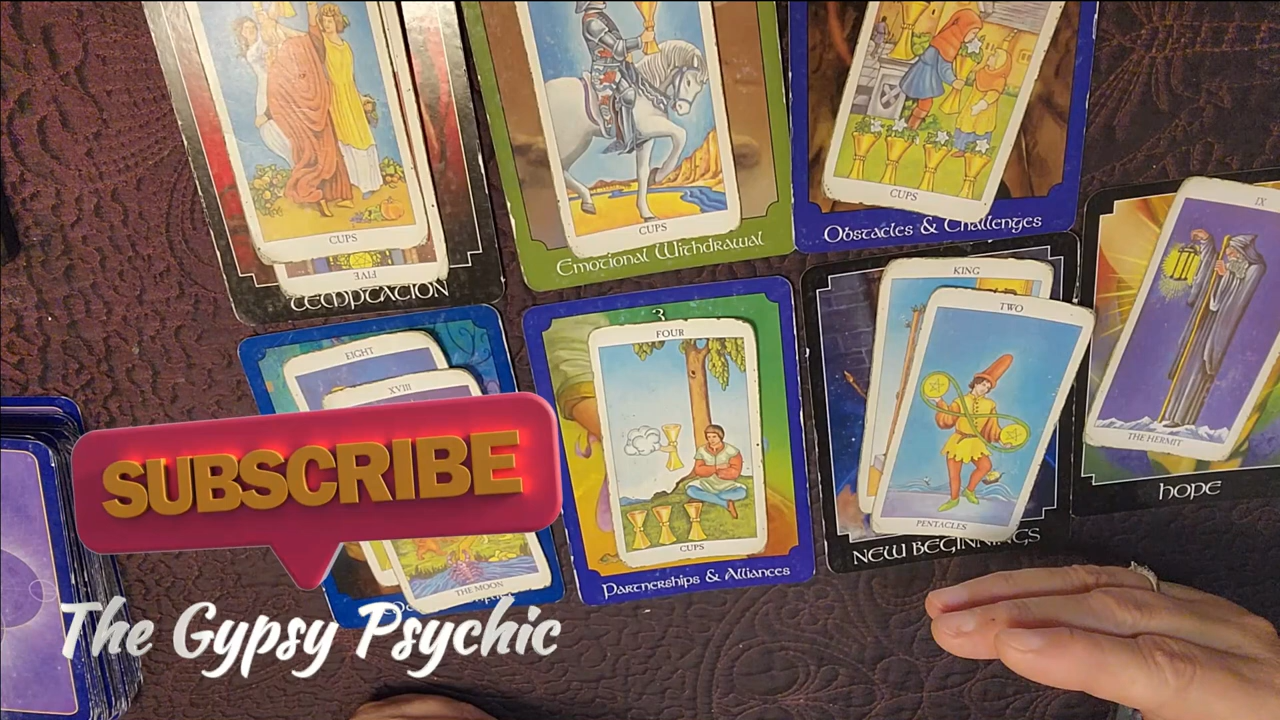 CUPS
FIVE
TEMPTATION
CUPS
Emotional Withdrawal
CUPS
Obstacles & Challenges
EIGHT
XVIII
THE MOON
3
FOUR
CUPS
Partnerships & Alliances
KING
TWO
PENTACLES
NEW BEGINNINGS
IX
THE HERMIT
HOPE
SUBSCRIBE
The Gypsy Psychic